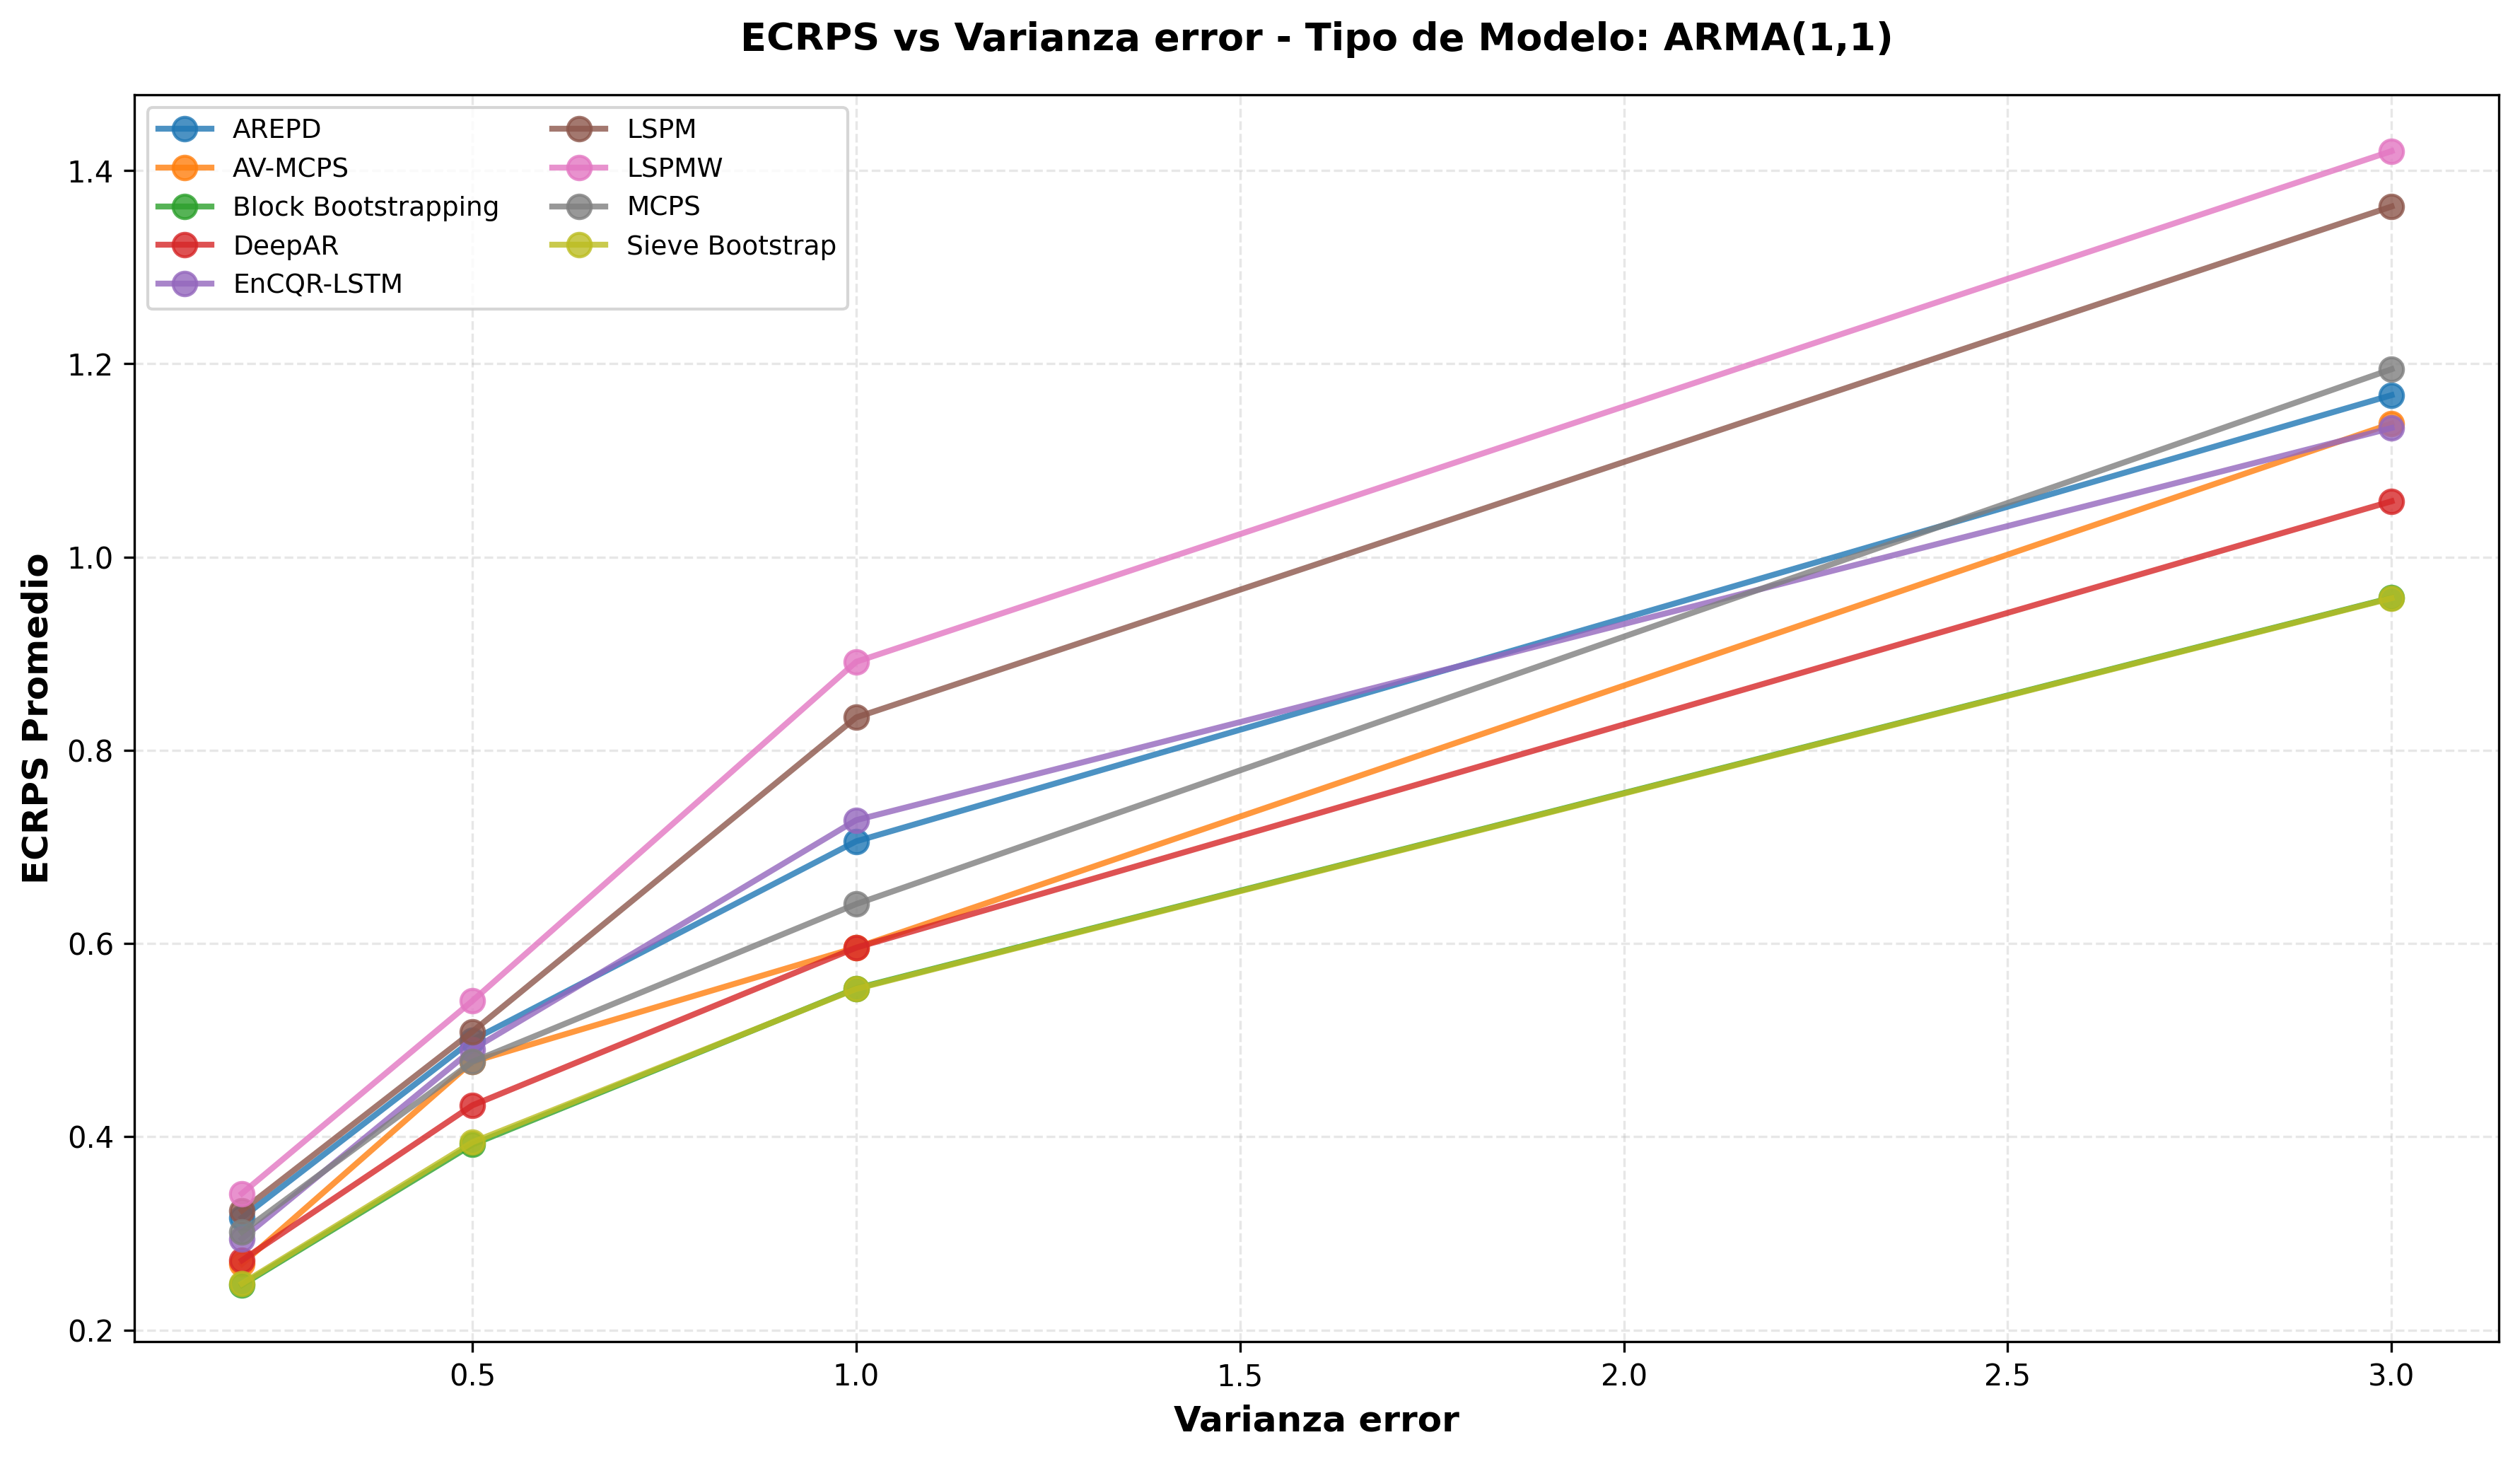 ECRPS vs Varianza error - Tipo de Modelo: ARMA(1,1)
AREPD
AV-MCPS
Block Bootstrapping
DeepAR
EnCQR-LSTM
LSPM
LSPMW
MCPS
Sieve Bootstrap
ECRPS Promedio
1.4
1.2
1.0
0.8
0.6
0.4
0.2
0.5
1.0
1.5
2.0
2.5
3.0
Varianza error